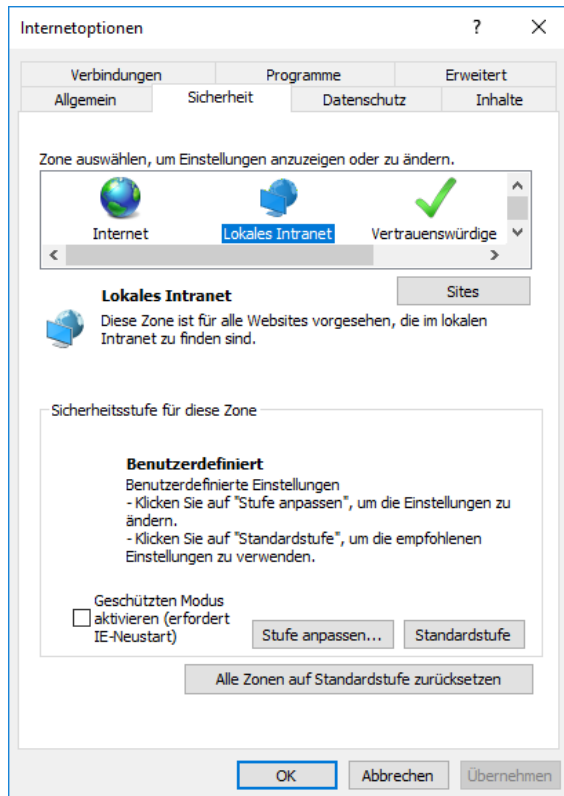 Internetoptionen
Verbindungen Programme Erweitert
Allgemein Sicherheit Datenschutz Inhalte
Zone auswählen, um Einstellungen anzuzeigen oder zu ändern.
Internet Lokales Intranet Vertrauenswürdige
Sites
Lokales Intranet
Diese Zone ist für alle Websites vorgesehen, die im lokalen
Intranet zu finden sind.
Sicherheitsstufe für diese Zone
Benutzerdefiniert
Benutzerdefinierte Einstellungen
- Klicken Sie auf "Stufe anpassen", um die Einstellungen zu
ändern.
- Klicken Sie auf "Standardstufe", um die empfohlenen
Einstellungen zu verwenden.
Geschützten Modus
aktivieren (erfordert
IE-Neustart)
Stufe anpassen... Standardstufe
Alle Zonen auf Standardstufe zurücksetzen
OK Abbrechen Übernehmen